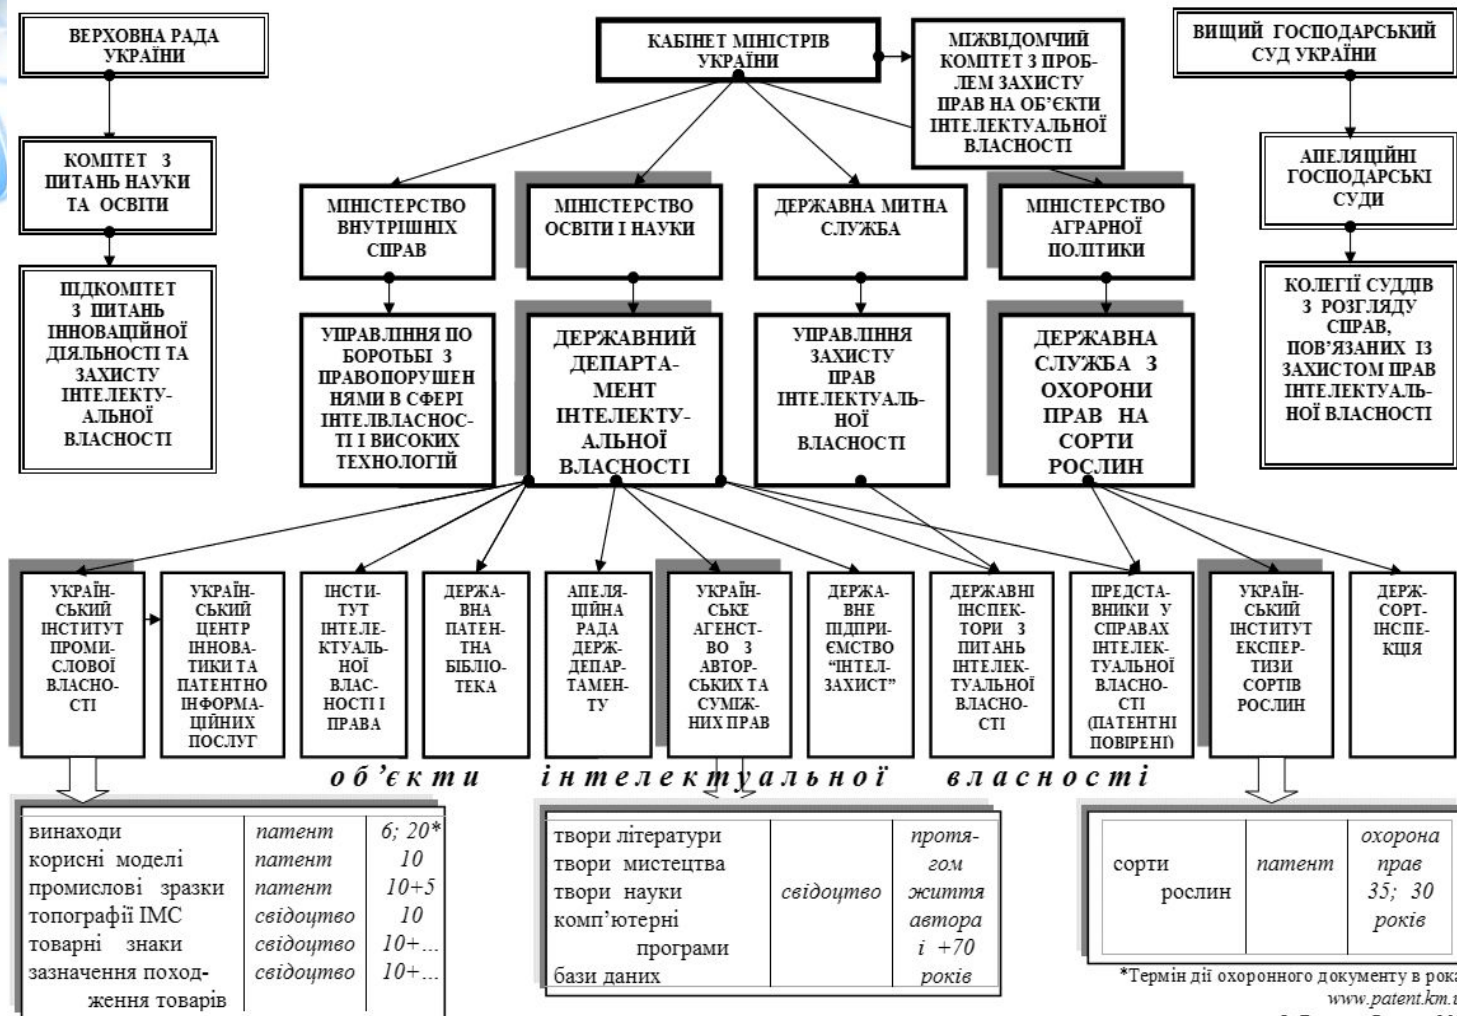 ВЕРХОВНА РАДА
УКРАЇНИ
КАБІНЕТ МІНІСТРІВ
УКРАЇНИ
МІЖВІДОМЧИЙ
КОМІТЕТ З ПРОБ-
ЛЕМ ЗАХИСТУ
ПРАВ НА ОБ’ЄКТИ
ІНТЕЛЕКТУАЛЬНОЇ
ВЛАСНОСТІ
ВИЩИЙ ГОСПОДАРСЬКИЙ
СУД УКРАЇНИ
КОМІТЕТ З
ПИТАНЬ НАУКИ
ТА ОСВІТИ
АПЕЛЯЦІЙНІ
ГОСПОДАРСЬКІ
СУДИ
МІНІСТЕРСТВО
ВНУТРІШНІХ
СПРАВ
МІНІСТЕРСТВО
ОСВІТИ І НАУКИ
ДЕРЖАВНА МИТНА
СЛУЖБА
МІНІСТЕРСТВО
АГРАРНОЇ
ПОЛІТИКИ
ПІДКОМІТЕТ
З ПИТАНЬ
ІННОВАЦІЙНОЇ
ДІЯЛЬНОСТІ ТА
ЗАХИСТУ
ІНТЕЛЕКТУ-
АЛЬНОЇ
ВЛАСНОСТІ
УПРАВЛІННЯ ПО
БОРОТЬБІ З
ПРАВОПОРУШЕН
НЯМИ В СФЕРІ
ІНТЕЛВЛАСНОС-
ТІ І ВИСОКИХ
ТЕХНОЛОГІЙ
ДЕРЖАВНИЙ
ДЕПАРТА-
МЕНТ
ІНТЕЛЕКТУ-
АЛЬНОЇ
ВЛАСНОСТІ
УПРАВЛІННЯ
ЗАХИСТУ
ПРАВ
ІНТЕЛЕКТУАЛЬ-
НОЇ
ВЛАСНОСТІ
ДЕРЖАВНА
СЛУЖБА З
ОХОРОНИ
ПРАВ НА
СОРТИ
РОСЛИН
КОЛЕГІЇ СУДДІВ
З РОЗГЛЯДУ
СПРАВ,
ПОВ’ЯЗАНИХ ІЗ
ЗАХИСТОМ ПРАВ
ІНТЕЛЕКТУАЛЬ-
НОЇ ВЛАСНОСТІ
УКРАЇН-
СЬКИЙ
ІНСТИТУТ
ПРОМИ-
СЛОВОЇ
ВЛАСНО-
СТІ
УКРАЇН-
СЬКИЙ
ЦЕНТР
ІННОВА-
ТИКИ ТА
ПАТЕНТНО
ІНФОРМА-
ЦІЙНИХ
ПОСЛУГ
ІНСТИ-
ТУТ
ІНТЕЛЕ-
КТУАЛЬ-
НОЇ
ВЛАС-
НОСТІ І
ПРАВА
ДЕРЖА-
ВНА
ПАТЕН-
ТНА
БІБЛІО-
ТЕКА
АПЕЛЯ-
ЦІЙНА
РАДА
ДЕРЖ-
ДЕПАР-
ТАМЕН-
ТУ
УКРАЇН-
СЬКЕ
АГЕНСТ-
ВО З
АВТОР-
СЬКИХ ТА
СУМІЖ-
НИХ ПРАВ
ДЕРЖА-
ВНЕ
ПІДПРИ-
ЄМСТВО
“ІНТЕЛ-
ЗАХИСТ”
ДЕРЖАВНІ
ІНСПЕК-
ТОРИ З
ПИТАНЬ
ІНТЕЛЕК-
ТУАЛЬНОЇ
ВЛАСНО-
СТІ
ПРЕДСТА-
ВНИКИ У
СПРАВАХ
ІНТЕЛЕК-
ТУАЛЬНОЇ
ВЛАСНО-
СТІ
(ПАТЕНТНІ
ПОВІРЕНІ)
УКРАЇН-
СЬКИЙ
ІНСТИТУТ
ЕКСПЕР-
ТИЗИ
СОРТІВ
РОСЛИН
ДЕРЖ-
СОРТ-
ІНСПЕ-
КЦІЯ
об’єкти інтелектуальної власності
винаходи патент 6; 20*
корисні моделі патент 10
промислові зразки патент 10+5
топографії ІМС свідоцтво 10
товарні знаки свідоцтво 10+...
зазначення поход- свідоцтво 10+...
ження товарів
твори літератури протя-
твори мистецтва гом
твори науки свідоцтво життя
комп’ютерні автора
програми і +70
бази даних років
охорона
сорти патент прав
рослин 35; 30
років
*Термін дії охоронного документу в рока
www.patent.km.u